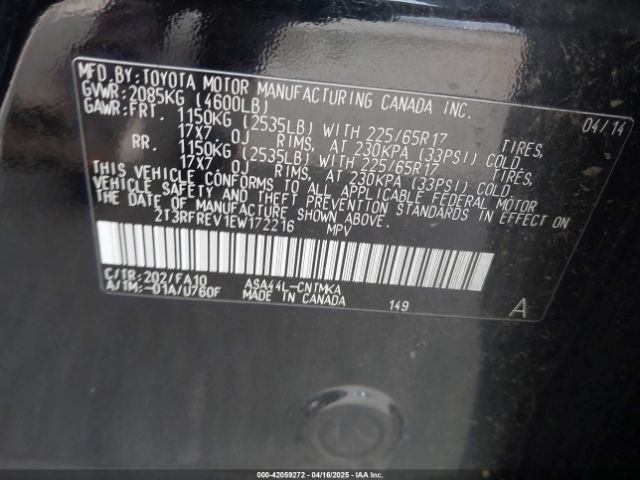 MFD.BY:TOYOTA MOTOR MANUFACTURING CANADA INC.
GVWR:2085KG (4600LB) 04/14
GAWR:FRT. 1150KG (2535LB) WITH 225/65R17 TIRES,
17X7 0J RIMS, AT 230KPA (33PSI) COLD
RR. 1150KG (2535LB) WITH 225/65R17 TIRES,
17X7 0J RIMS, AT 230KPA (33PSI) COLD.
THIS VEHICLE CONFORMS TO ALL APPLICABLE FEDERAL MOTOR
VEHICLE SAFETY AND THEFT PREVENTION STANDARDS IN EFFECT ON
THE DATE OF MANUFACTURE SHOWN ABOVE.
2T3RFREV1EW172216 MPV
C/TR:202/FA10 ASA44L-CNTMKA
A/TM:-01A/U760F MADE IN CANADA 149 A
000-42059272 - 04/16/2025 - IAA Inc.